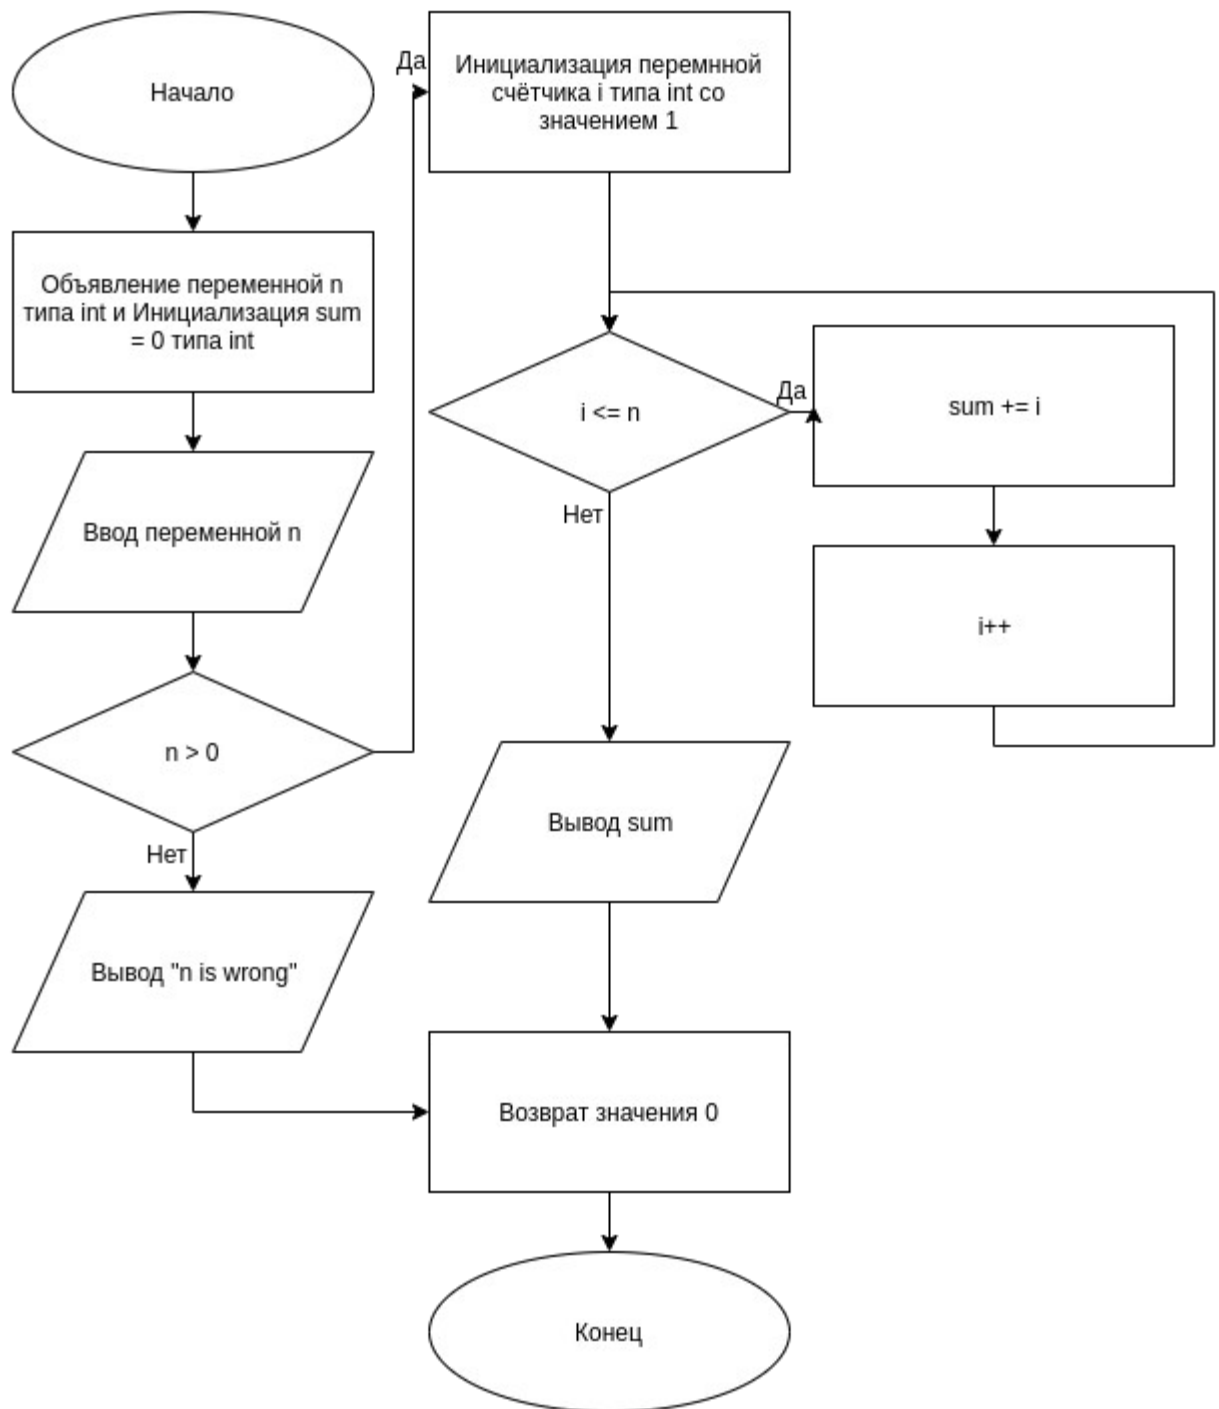 Начало
Объявление переменной n
типа int и Инициализация sum
= 0 типа int
Ввод переменной n
n > 0
Нет
Вывод "n is wrong"
Да
Инициализация перемнной
счётчика i типа int со
значением 1
i <= n
Да
sum += i
i++
Нет
Вывод sum
Возврат значения 0
Конец